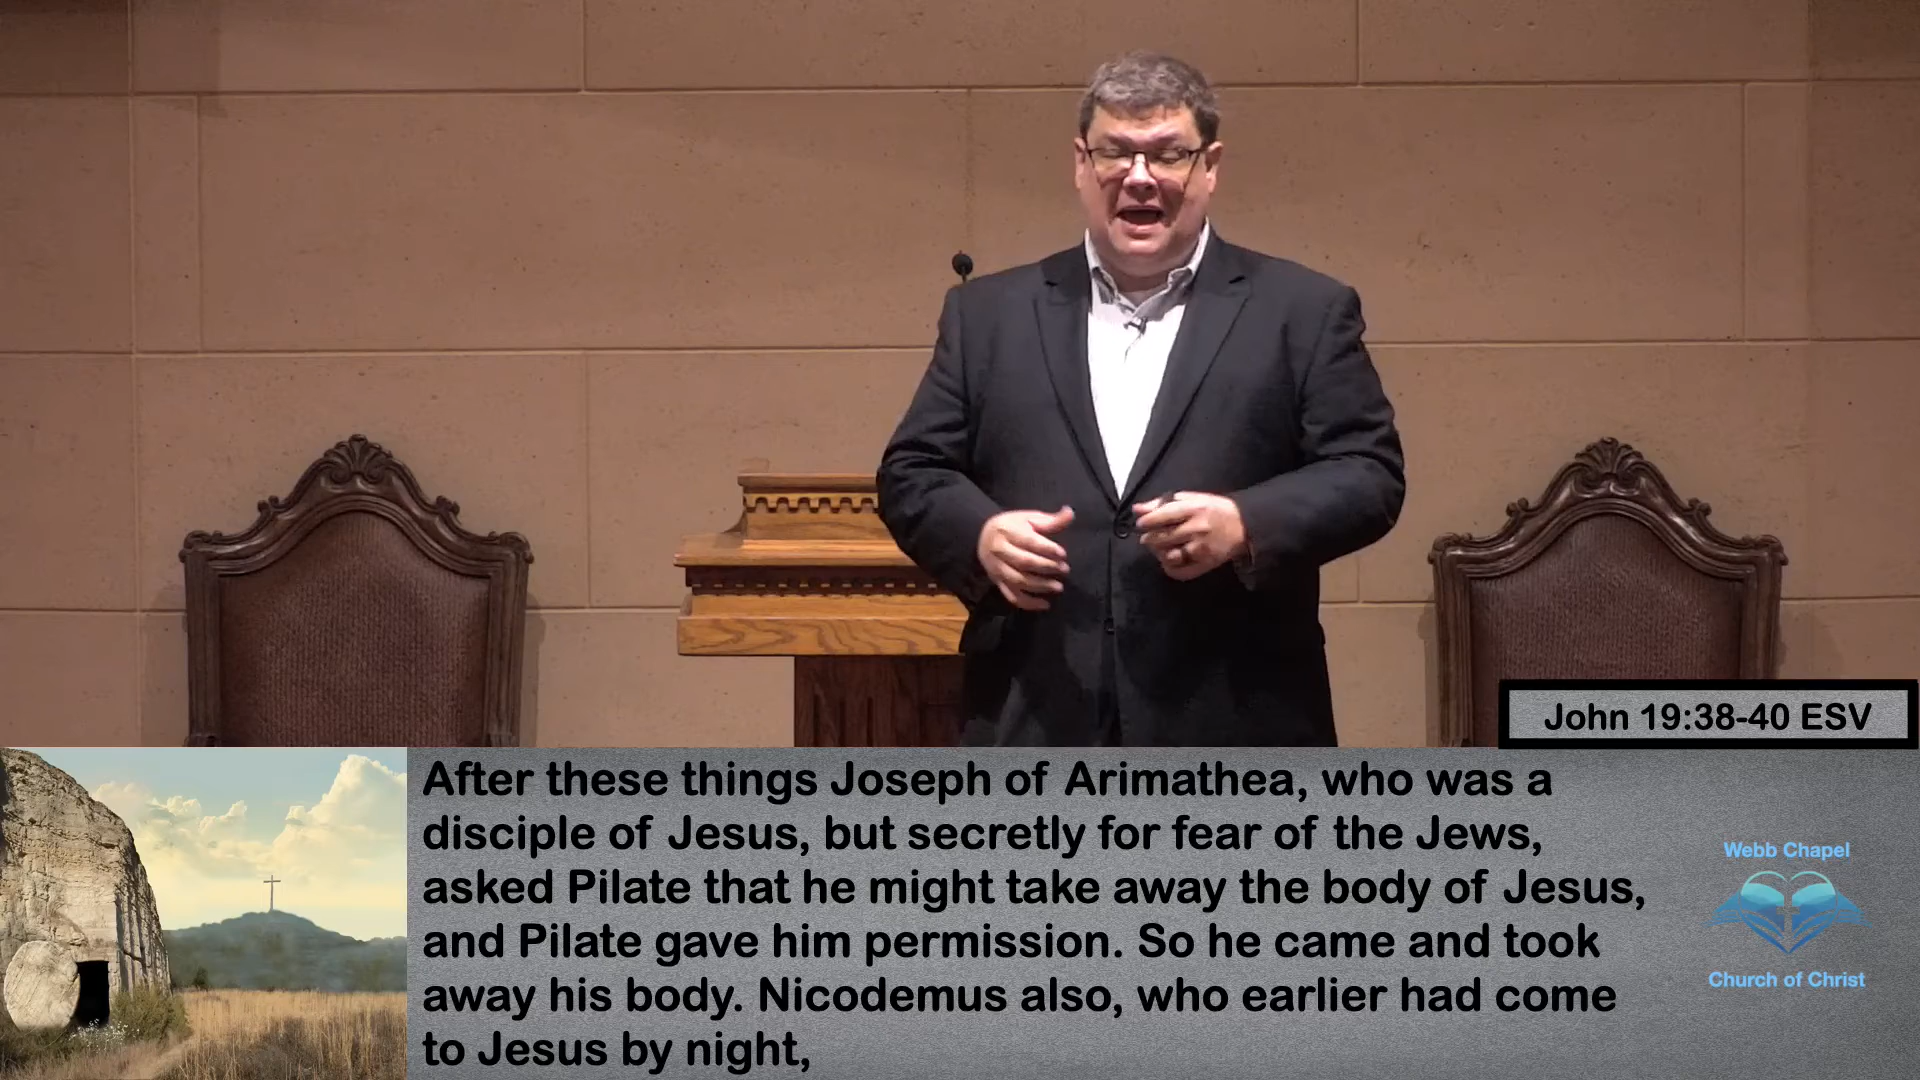 John 19:38-40 ESV
After these things Joseph of Arimathea, who was a
disciple of Jesus, but secretly for fear of the Jews,
asked Pilate that he might take away the body of Jesus,
and Pilate gave him permission. So he came and took
away his body. Nicodemus also, who earlier had come
to Jesus by night,
Webb Chapel
Church of Christ